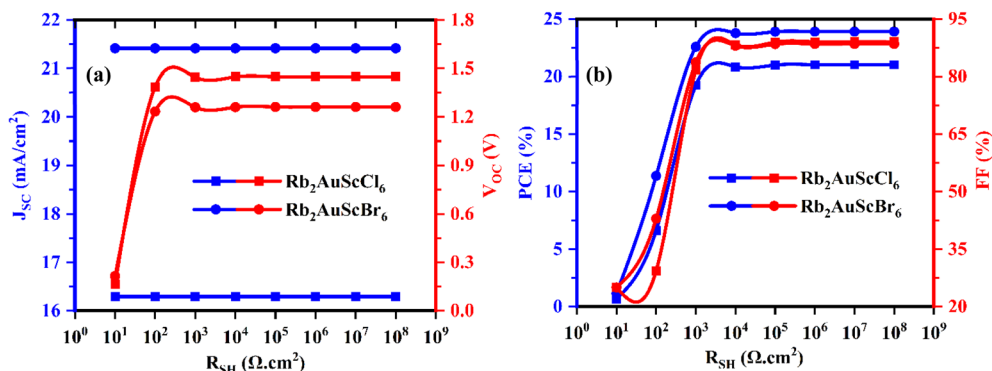 (a)
J_SC (mA/cm²)
22
21
20
19
18
17
16
V_OC (V)
1.8
1.5
1.2
0.9
0.6
0.3
0.0
Rb₂AuScCl₆
Rb₂AuScBr₆
10⁰ 10¹ 10² 10³ 10⁴ 10⁵ 10⁶ 10⁷ 10⁸ 10⁹
R_SH (Ω.cm²)
(b)
PCE (%)
25
20
15
10
5
0
FF (%)
95
80
65
50
35
20
Rb₂AuScCl₆
Rb₂AuScBr₆
10⁰ 10¹ 10² 10³ 10⁴ 10⁵ 10⁶ 10⁷ 10⁸ 10⁹
R_SH (Ω.cm²)